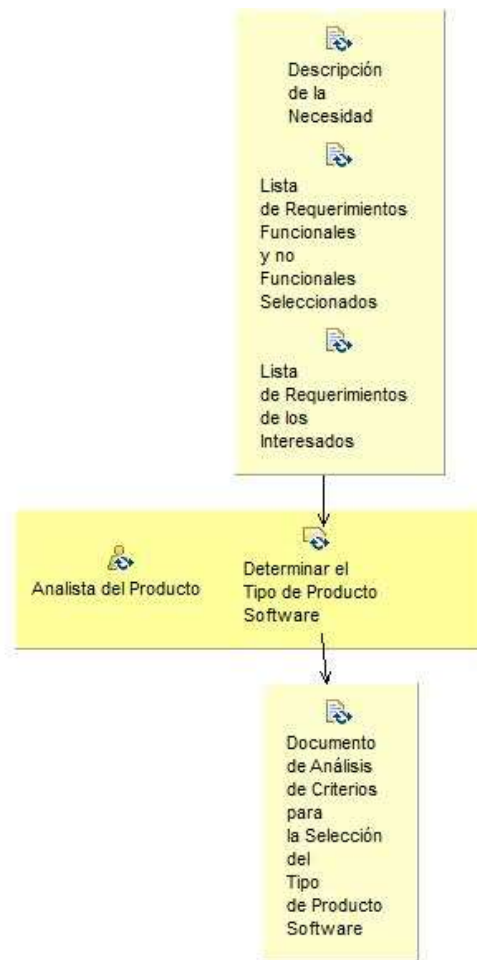 Descripción
de la
Necesidad
Lista
de Requerimientos
Funcionales
y no
Funcionales
Seleccionados
Lista
de Requerimientos
de los
Interesados
Analista del Producto
Determinar el
Tipo de Producto
Software
Documento
de Análisis
de Criterios
para
la Selección
del
Tipo
de Producto
Software